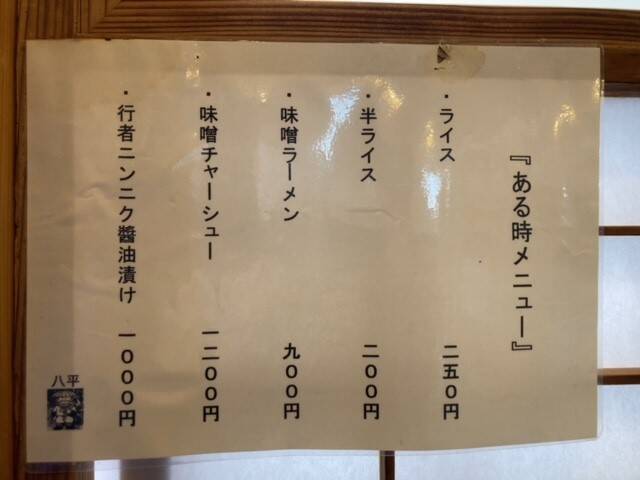 『ある時メニュー』
・ライス 二五〇円
・半ライス 二〇〇円
・味噌ラーメン 九〇〇円
・味噌チャーシュー 一二〇〇円
・行者ニンニク醬油漬け 一〇〇〇円
八平